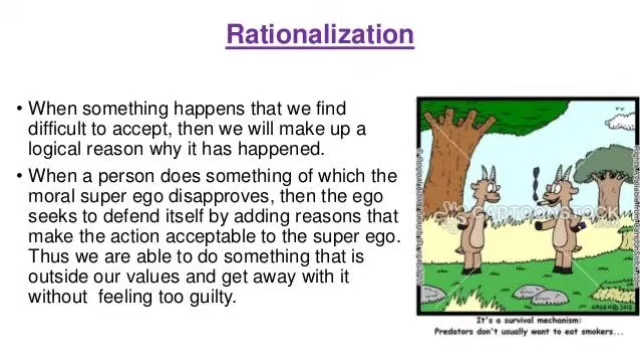 Rationalization
• When something happens that we find
difficult to accept, then we will make up a
logical reason why it has happened.
• When a person does something of which the
moral super ego disapproves, then the ego
seeks to defend itself by adding reasons that
make the action acceptable to the super ego.
Thus we are able to do something that is
outside our values and get away with it
without feeling too guilty.
CARTOONSTOCK
It's a survival mechanism:
Predators don't usually want to eat smokers...